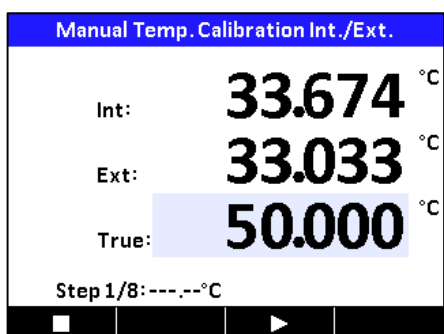 Manual Temp. Calibration Int./Ext.
Int: 33.674 °C
Ext: 33.033 °C
True: 50.000 °C
Step 1/8:---.--°C